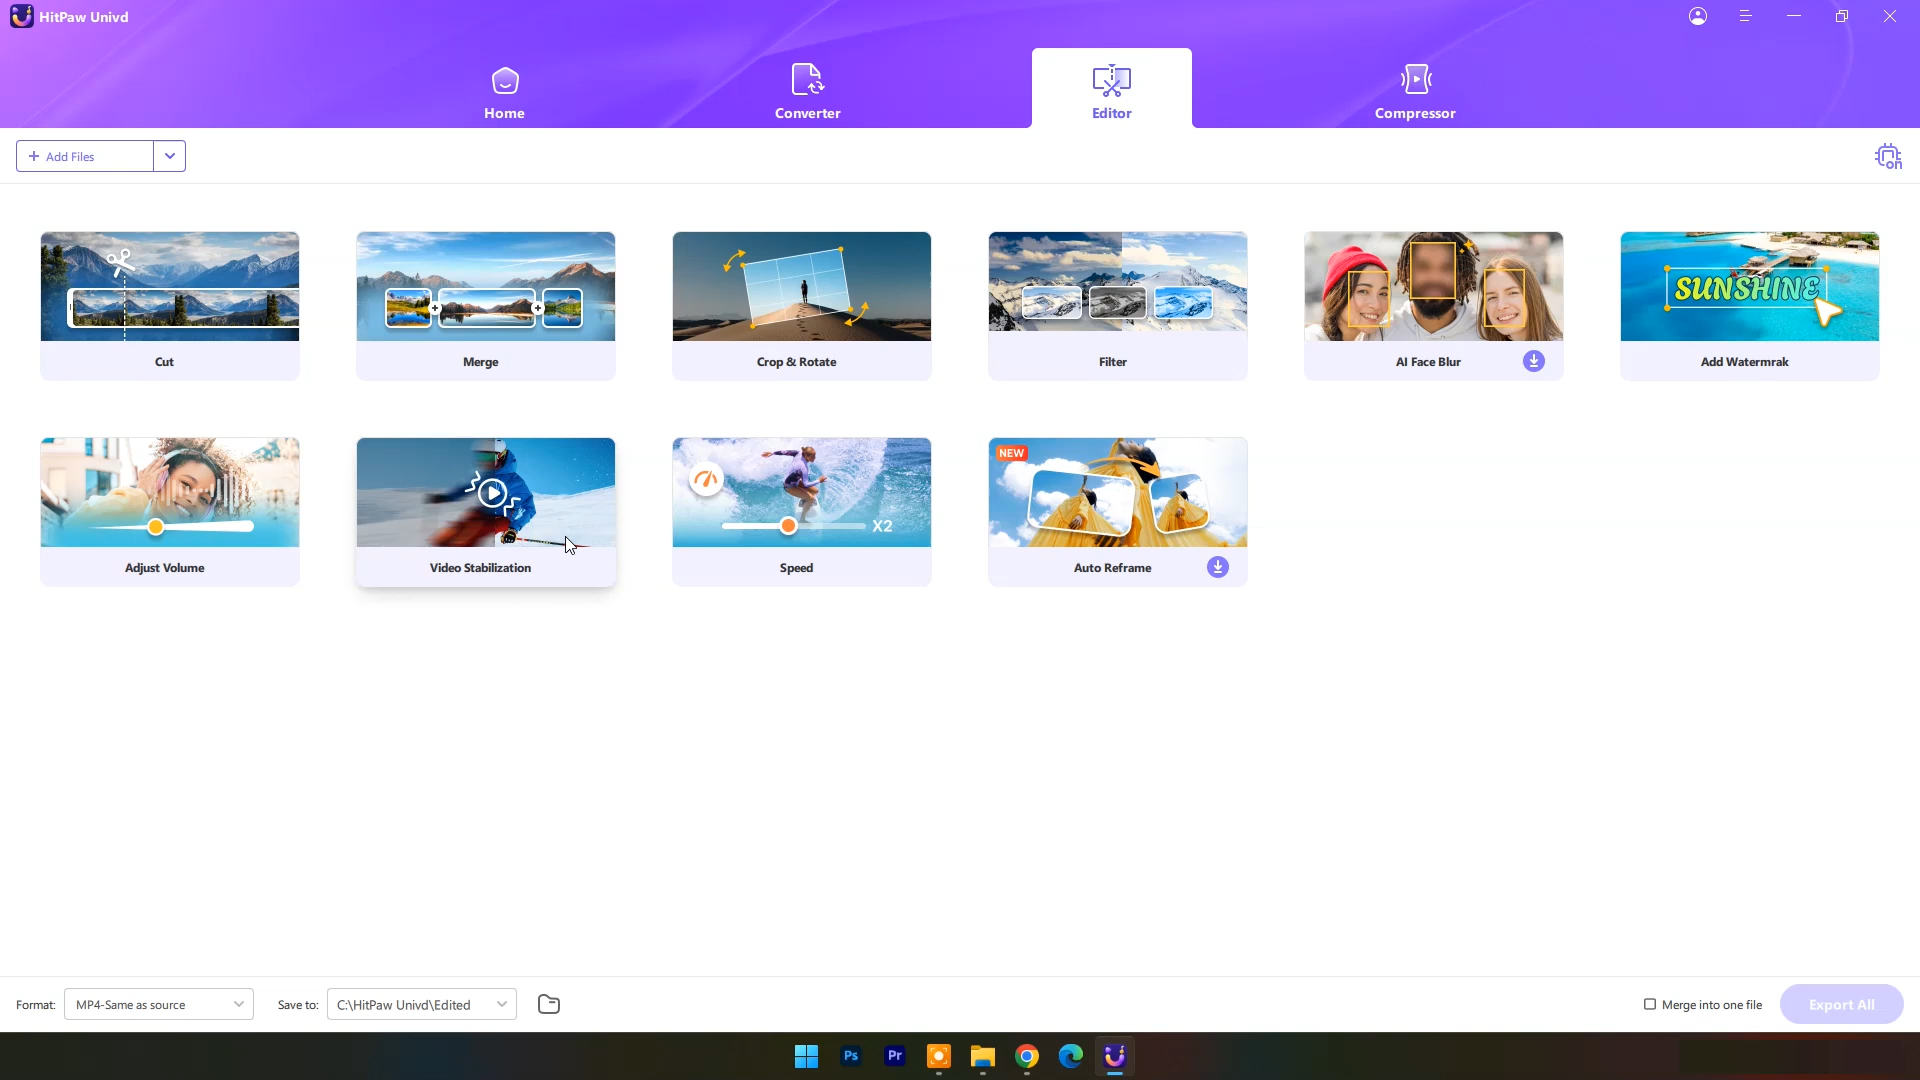 HitPaw Univd
Home
Converter
Editor
Compressor
Add Files
on
SUNSHINE
Cut
Merge
Crop & Rotate
Filter
AI Face Blur
Add Watermrak
NEW
X2
Adjust Volume
Video Stabilization
Speed
Auto Reframe
Format: MP4-Same as source Save to: C:\HitPaw Univd\Edited Merge into one file Export All
Ps Pr